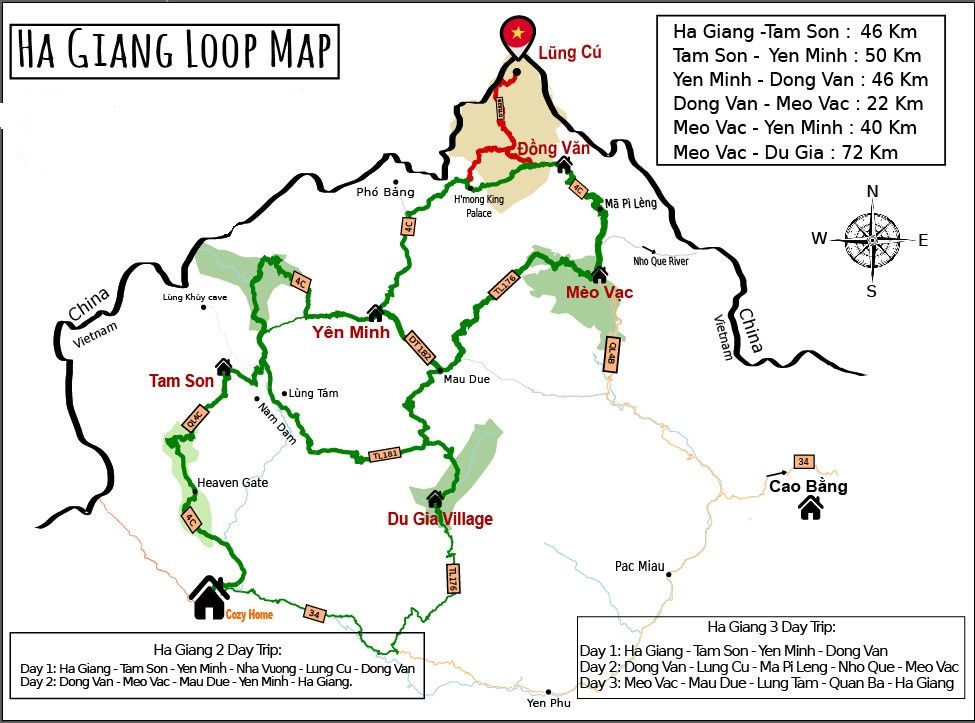 Ha Giang Loop Map
Ha Giang -Tam Son : 46 Km
Tam Son - Yen Minh : 50 Km
Yen Minh - Dong Van : 46 Km
Dong Van - Meo Vac : 22 Km
Meo Vac - Yen Minh : 40 Km
Meo Vac - Du Gia : 72 Km
Lũng Cú
Đồng Văn
Phó Bảng
H'mong King
Palace
4C
4C
Mã Pì Lèng
N
W
E
S
Nho Que River
China
Vietnam
Lùng Khúy cave
4C
TL176
Mèo Vạc
Yên Minh
DT182
China
Vietnam
QL4B
Tam Son
Mau Due
Lùng Tám
Nam Dam
QL4C
TL181
34
Heaven Gate
Cao Bằng
4C
Du Gia Village
Pac Miau
TL176
Cozy Home
34
Ha Giang 2 Day Trip:
Day 1: Ha Giang - Tam Son - Yen Minh - Nha Vuong - Lung Cu - Dong Van
Day 2: Dong Van - Meo Vac - Mau Due - Yen Minh - Ha Giang.
Ha Giang 3 Day Trip:
Day 1: Ha Giang - Tam Son - Yen Minh - Dong Van
Day 2: Dong Van - Lung Cu - Ma Pi Leng - Nho Que - Meo Vac
Day 3: Meo Vac - Mau Due - Lung Tam - Quan Ba - Ha Giang
Yen Phu